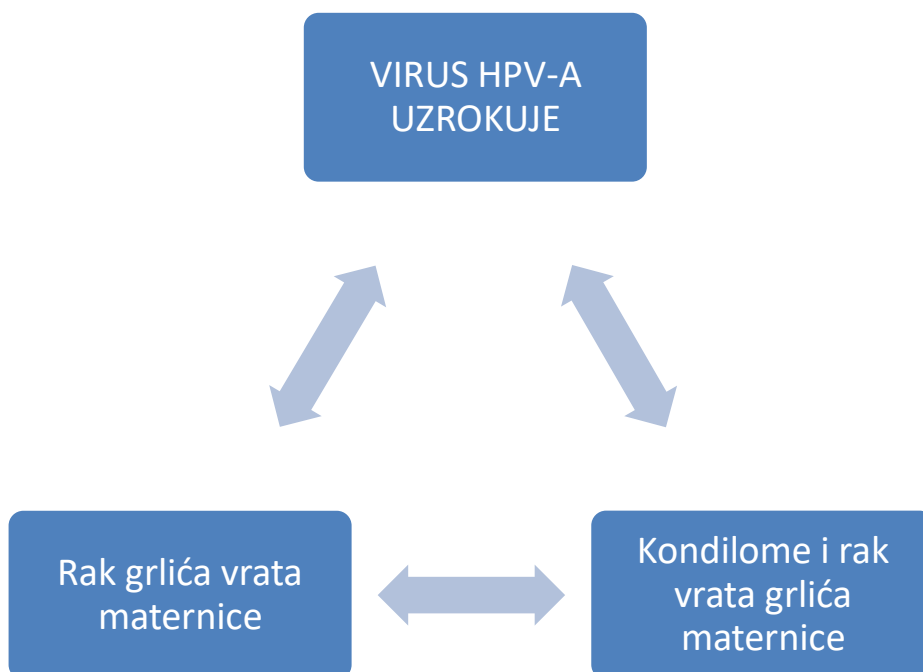 VIRUS HPV-A
UZROKUJE
Rak grlića vrata
maternice
Kondilome i rak
vrata grlića
maternice